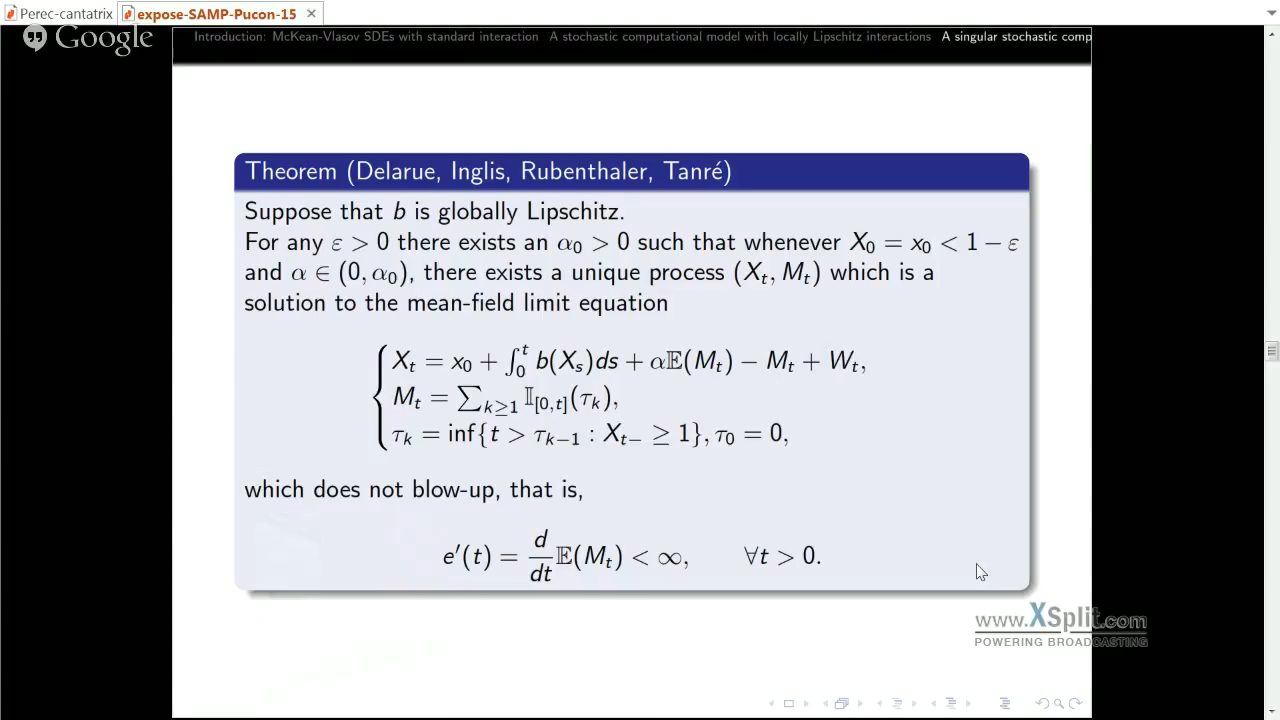 Perec-cantatrix
expose-SAMP-Pucon-15
Google
Introduction: McKean-Vlasov SDEs with standard interaction A stochastic computational model with locally Lipschitz interactions A singular stochastic comp
Theorem (Delarue, Inglis, Rubenthaler, Tanré)
Suppose that b is globally Lipschitz.
For any ε > 0 there exists an α₀ > 0 such that whenever X₀ = x₀ < 1 − ε
and α ∈ (0, α₀), there exists a unique process (Xₜ, Mₜ) which is a
solution to the mean-field limit equation
Xₜ = x₀ + ∫₀ᵗ b(Xₛ)ds + α𝔼(Mₜ) − Mₜ + Wₜ,
Mₜ = ∑ₖ≥₁ 𝕀[0,t](τₖ),
τₖ = inf{t > τₖ₋₁ : Xₜ₋ ≥ 1}, τ₀ = 0,
which does not blow-up, that is,
e′(t) = d/dt 𝔼(Mₜ) < ∞, ∀t > 0.
www.XSplit.com
POWERING BROADCASTING